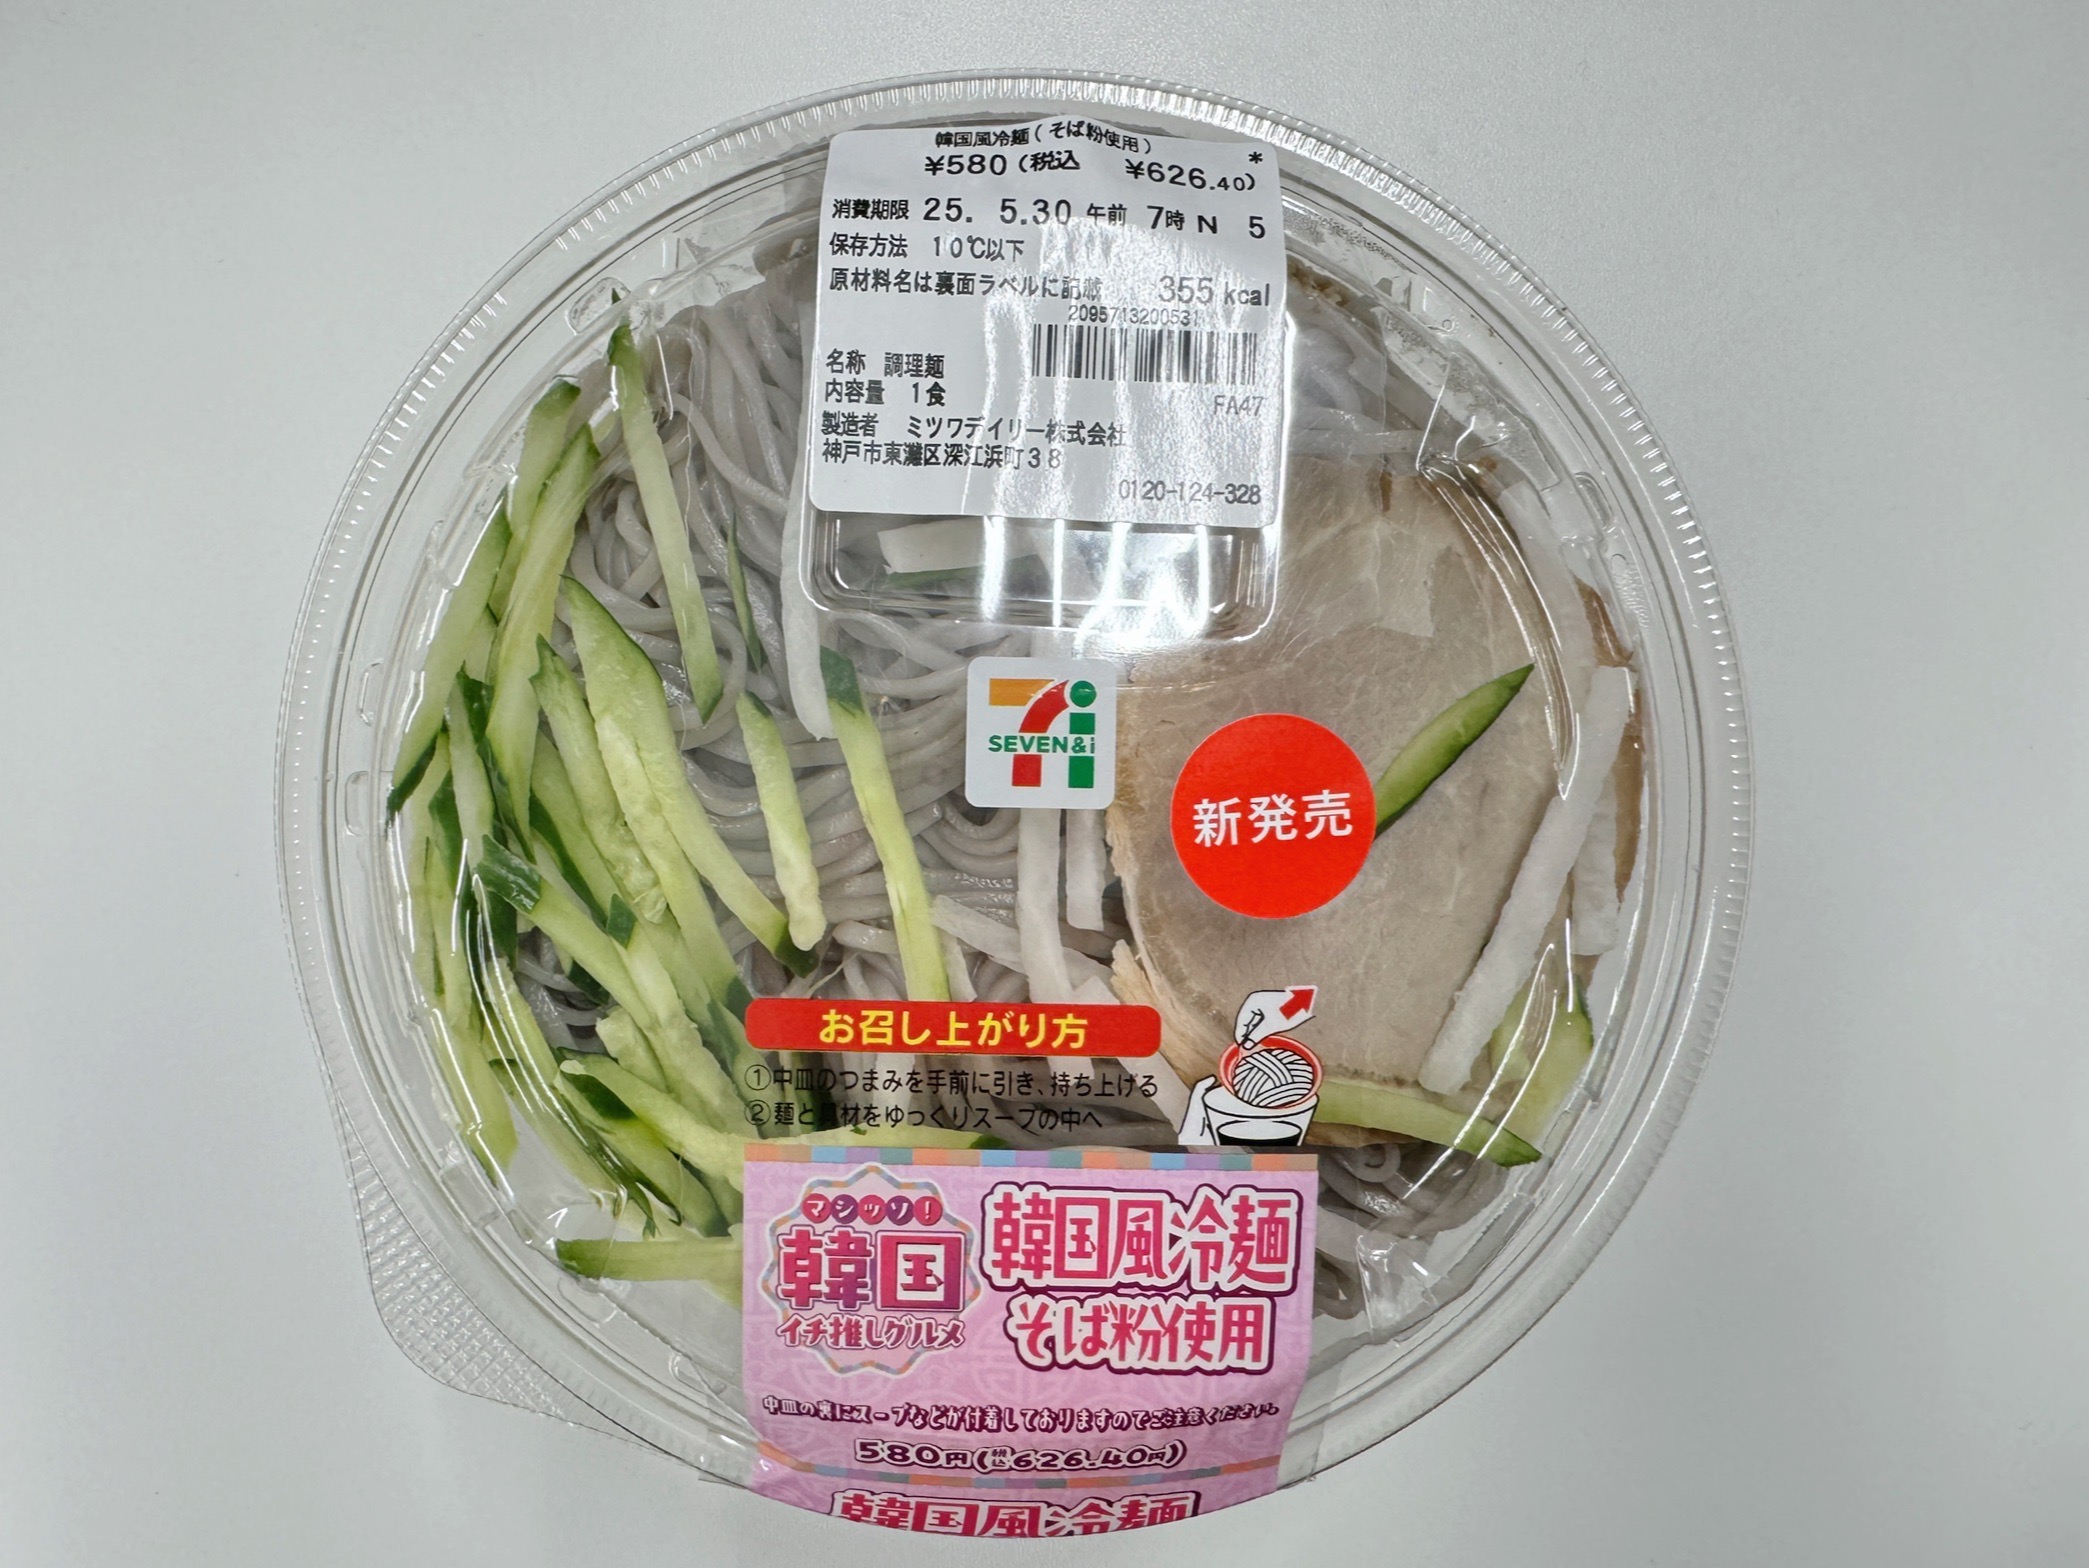 韓国風冷麺(そば粉使用)
¥580(税込 ¥626.40) *
消費期限 25. 5.30 午前 7時 N 5
保存方法 10℃以下
原材料名は裏面ラベルに記載 355 kcal
2095713200531
名称 調理麺
内容量 1食
FA47
製造者 ミツワデイリー株式会社
神戸市東灘区深江浜町38
0120-124-328
SEVEN&i
新発売
お召し上がり方
①中皿のつまみを手前に引き、持ち上げる
②麺と具材をゆっくりスープの中へ
マシッソ!
韓国
イチ推しグルメ
韓国風冷麺
そば粉使用
中皿の裏にスープなどが付着しておりますのでご注意ください。
580円(税込626.40円)
韓国風冷麺